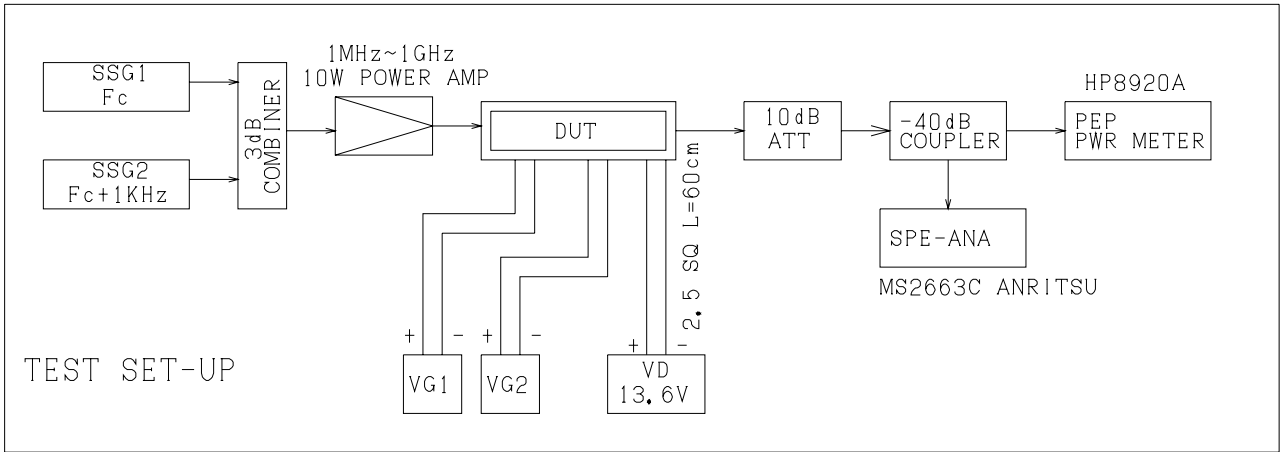 SSG1
Fc
SSG2
Fc+1KHz
3dB
COMBINER
1MHz~1GHz
10W POWER AMP
DUT
10dB
ATT
-40dB
COUPLER
HP8920A
PEP
PWR METER
SPE-ANA
MS2663C ANRITSU
2.5 SQ L=60cm
+ -
VG1
+ -
VG2
+ -
VD
13.6V
TEST SET-UP